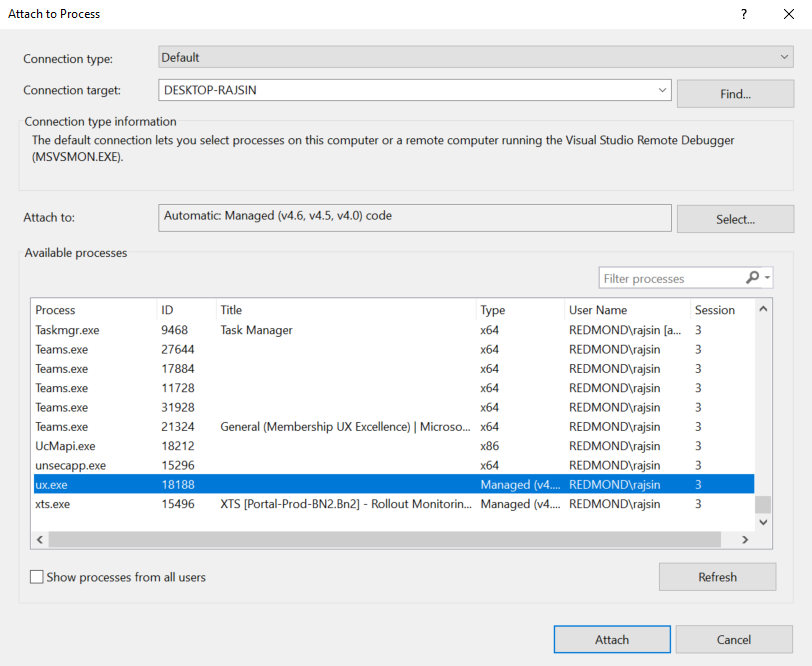 Attach to Process ?
Connection type: Default
Connection target: DESKTOP-RAJSIN Find...
Connection type information
The default connection lets you select processes on this computer or a remote computer running the Visual Studio Remote Debugger
(MSVSMON.EXE).
Attach to: Automatic: Managed (v4.6, v4.5, v4.0) code Select...
Available processes
Filter processes
Process ID Title Type User Name Session
Taskmgr.exe 9468 Task Manager x64 REDMOND\rajsin [a... 3
Teams.exe 27644 x64 REDMOND\rajsin 3
Teams.exe 17884 x64 REDMOND\rajsin 3
Teams.exe 11728 x64 REDMOND\rajsin 3
Teams.exe 31928 x64 REDMOND\rajsin 3
Teams.exe 21324 General (Membership UX Excellence) | Microso... x64 REDMOND\rajsin 3
UcMapi.exe 18212 x86 REDMOND\rajsin 3
unsecapp.exe 15296 x64 REDMOND\rajsin 3
ux.exe 18188 Managed (v4.... REDMOND\rajsin 3
xts.exe 15496 XTS [Portal-Prod-BN2.Bn2] - Rollout Monitorin... Managed (v4.... REDMOND\rajsin 3
Show processes from all users Refresh
Attach Cancel